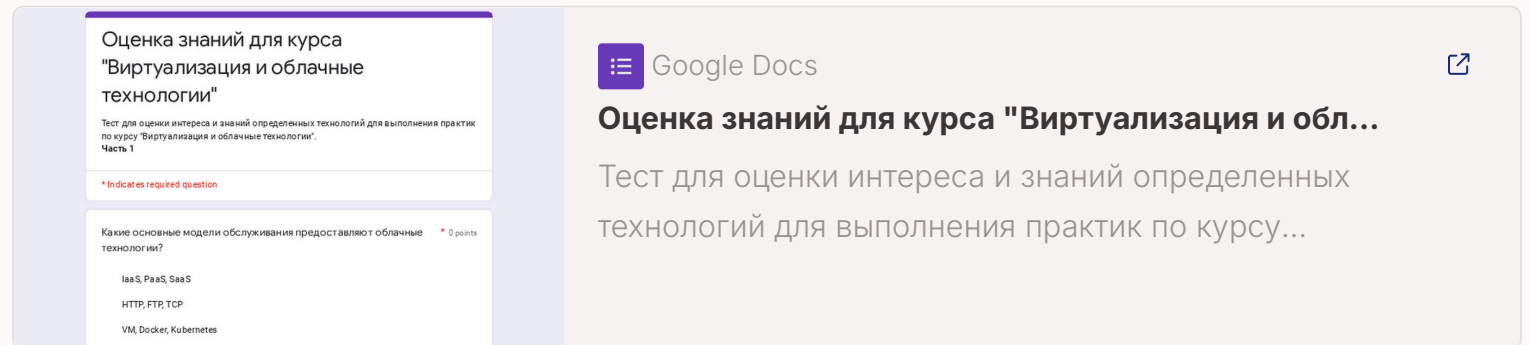 Оценка знаний для курса
"Виртуализация и облачные
технологии"
Тест для оценки интереса и знаний определенных технологий для выполнения практик
по курсу "Виртуализация и облачные технологии".
Часть 1
* Indicates required question
Какие основные модели обслуживания предоставляют облачные * 0 points
технологии?
IaaS, PaaS, SaaS
HTTP, FTP, TCP
VM, Docker, Kubernetes
Google Docs
Оценка знаний для курса "Виртуализация и обл...
Тест для оценки интереса и знаний определенных
технологий для выполнения практик по курсу...